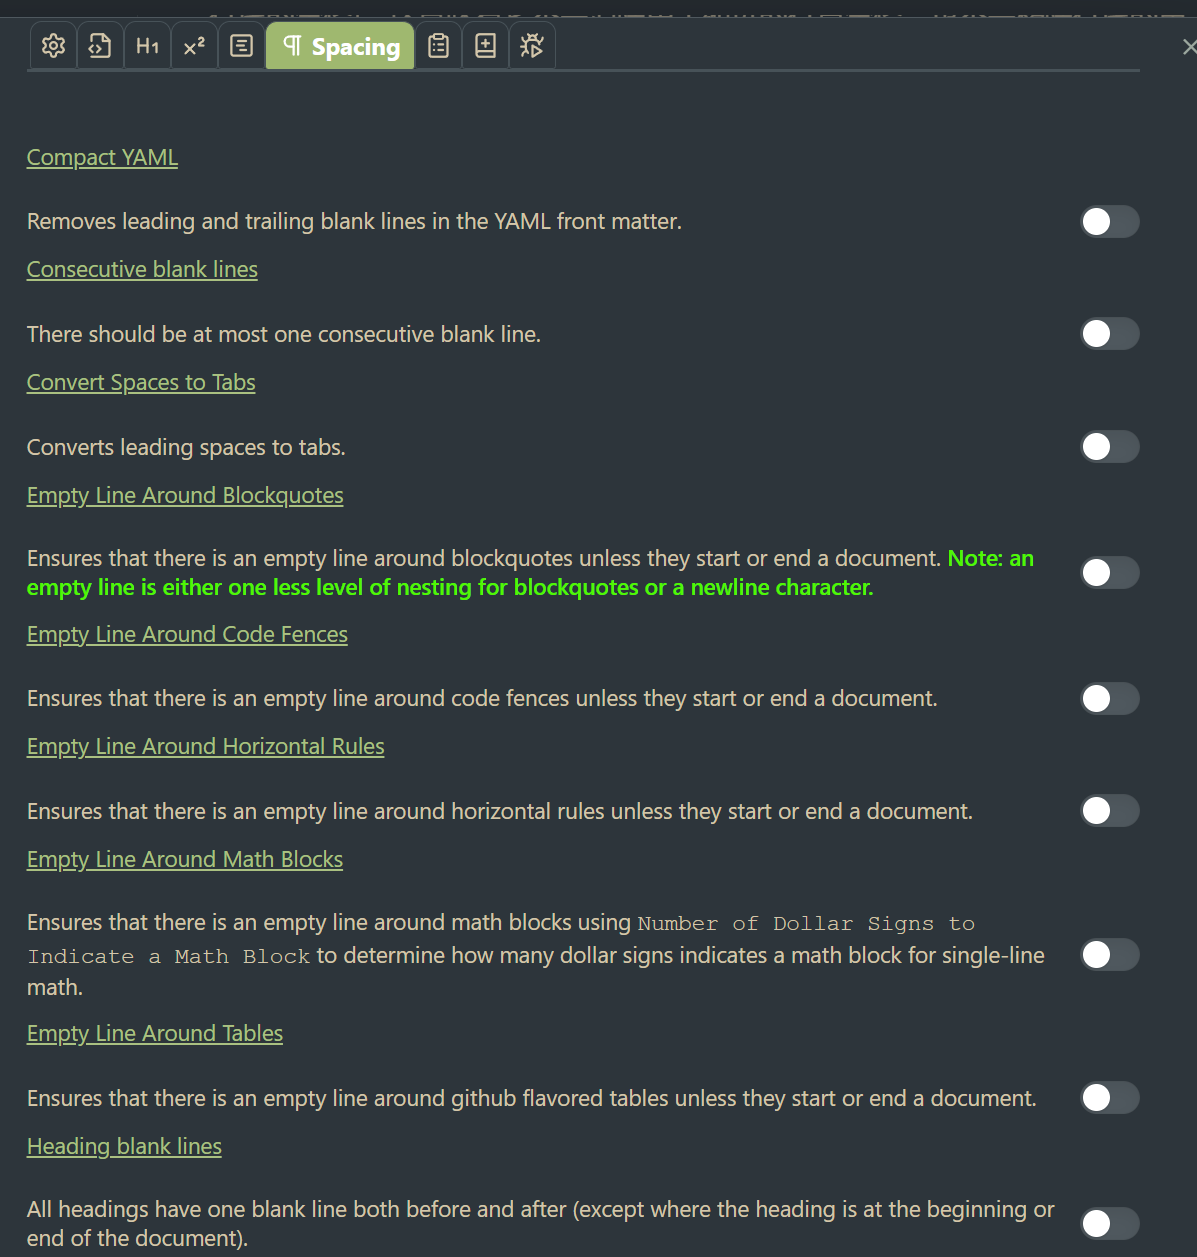 H1
x²
Spacing
Compact YAML
Removes leading and trailing blank lines in the YAML front matter.
Consecutive blank lines
There should be at most one consecutive blank line.
Convert Spaces to Tabs
Converts leading spaces to tabs.
Empty Line Around Blockquotes
Ensures that there is an empty line around blockquotes unless they start or end a document. Note: an
empty line is either one less level of nesting for blockquotes or a newline character.
Empty Line Around Code Fences
Ensures that there is an empty line around code fences unless they start or end a document.
Empty Line Around Horizontal Rules
Ensures that there is an empty line around horizontal rules unless they start or end a document.
Empty Line Around Math Blocks
Ensures that there is an empty line around math blocks using Number of Dollar Signs to
Indicate a Math Block to determine how many dollar signs indicates a math block for single-line
math.
Empty Line Around Tables
Ensures that there is an empty line around github flavored tables unless they start or end a document.
Heading blank lines
All headings have one blank line both before and after (except where the heading is at the beginning or
end of the document).